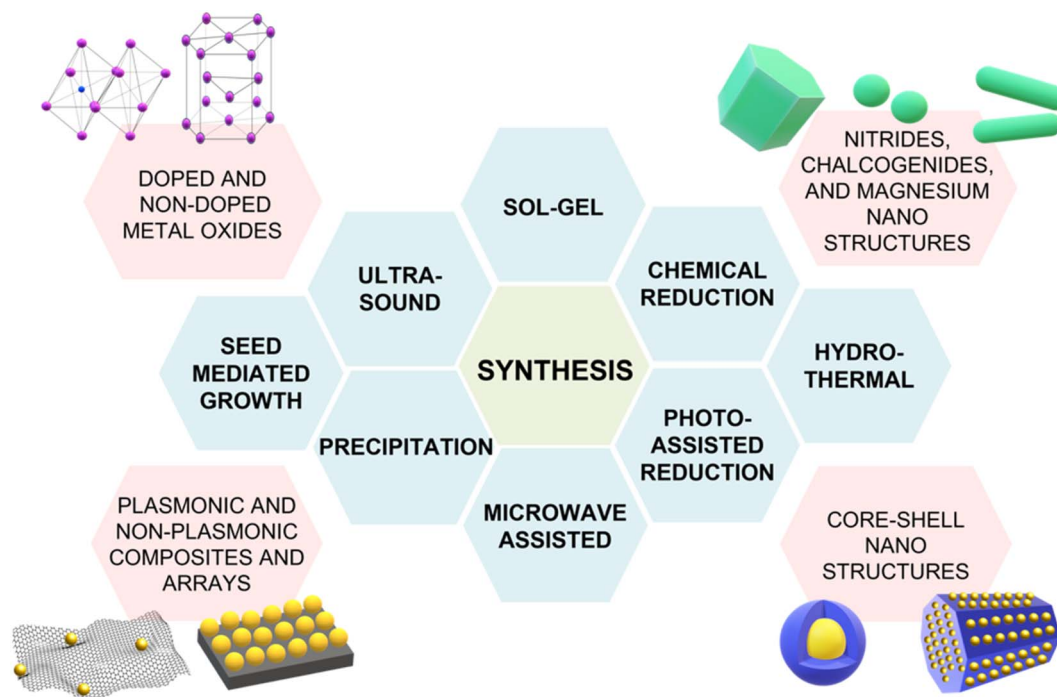 DOPED AND
NON-DOPED
METAL OXIDES
NITRIDES,
CHALCOGENIDES,
AND MAGNESIUM
NANO
STRUCTURES
SOL-GEL
ULTRA-
SOUND
CHEMICAL
REDUCTION
SEED
MEDIATED
GROWTH
SYNTHESIS
HYDRO-
THERMAL
PRECIPITATION
PHOTO-
ASSISTED
REDUCTION
MICROWAVE
ASSISTED
PLASMONIC AND
NON-PLASMONIC
COMPOSITES AND
ARRAYS
CORE-SHELL
NANO
STRUCTURES